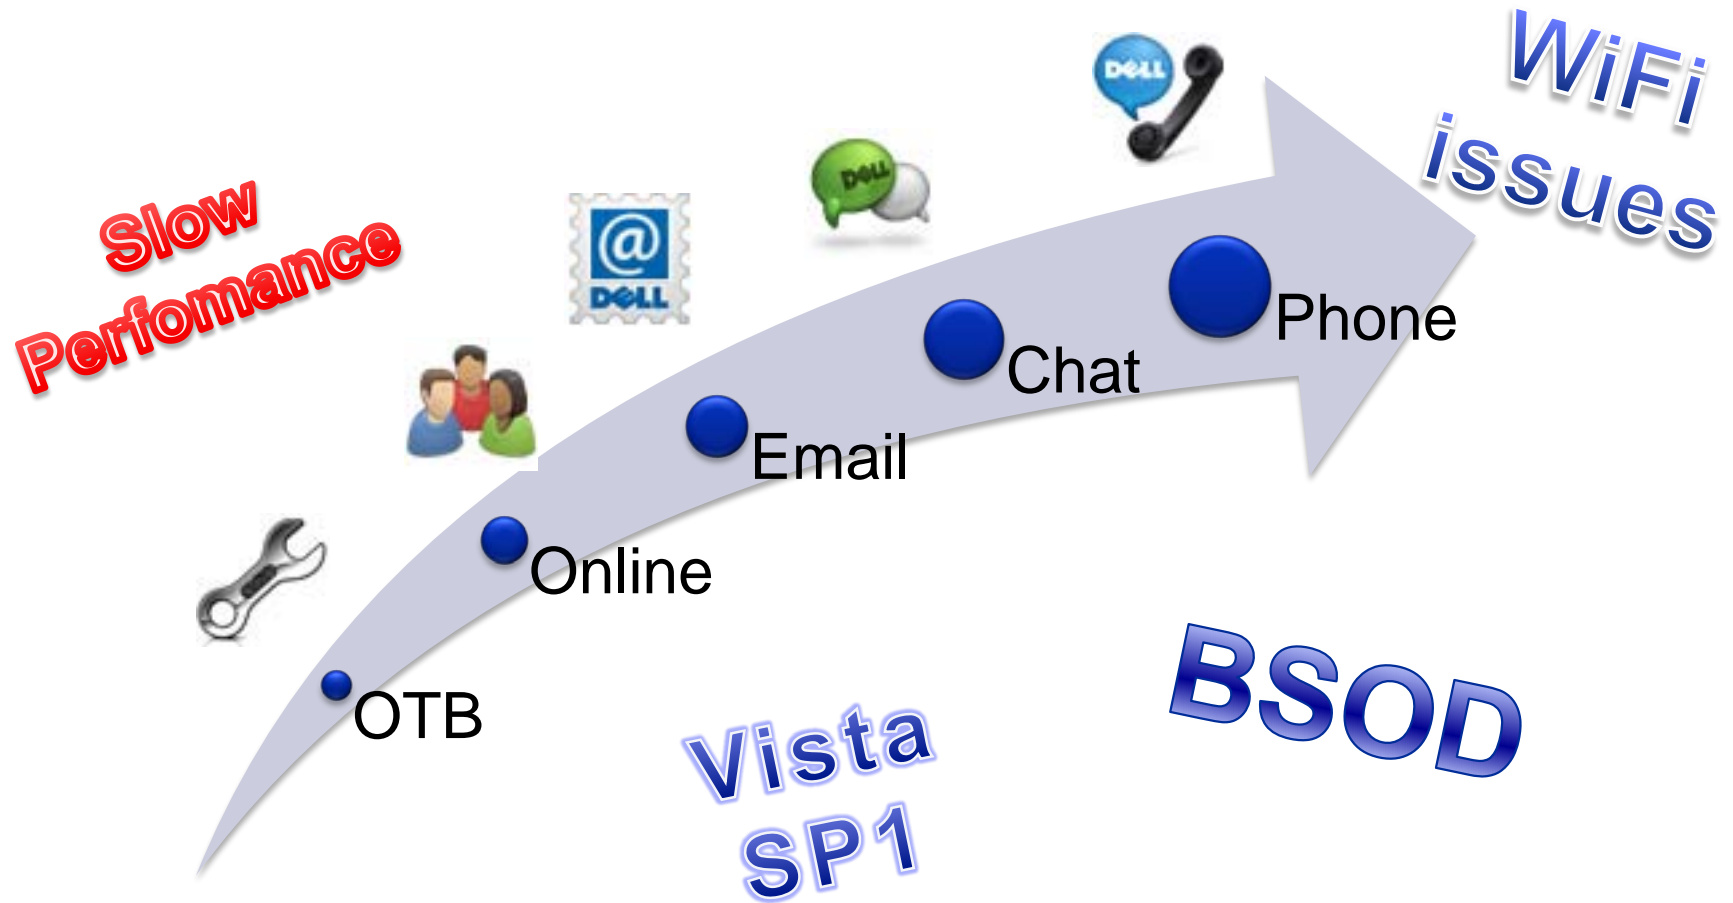 WiFi
issues
DELL
DELL
Slow
Perfomance
@
DELL
Phone
Chat
Email
Online
OTB
BSOD
Vista
SP1